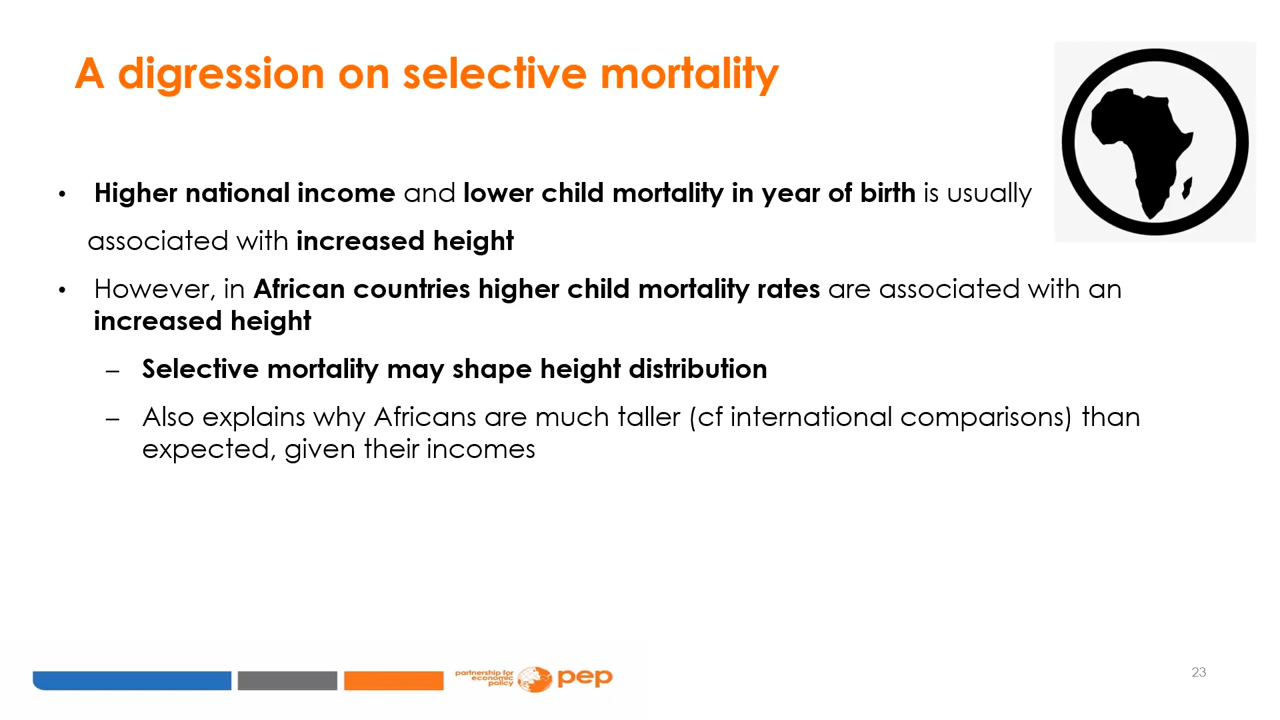 A digression on selective mortality
• Higher national income and lower child mortality in year of birth is usually
associated with increased height
• However, in African countries higher child mortality rates are associated with an
increased height
– Selective mortality may shape height distribution
– Also explains why Africans are much taller (cf international comparisons) than
expected, given their incomes
partnership for
economic
policy
pep
23